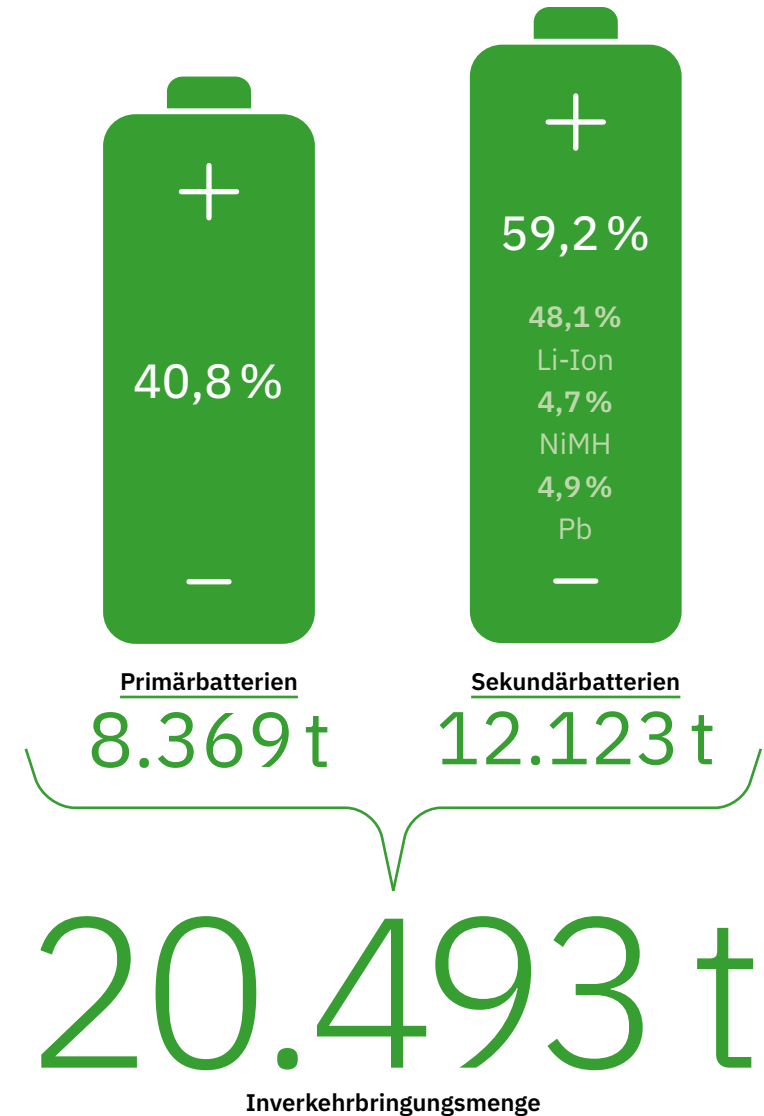 40,8 %
59,2 %
48,1 %
Li-Ion
4,7 %
NiMH
4,9 %
Pb
Primärbatterien
8.369 t
Sekundärbatterien
12.123 t
20.493 t
Inverkehrbringungsmenge